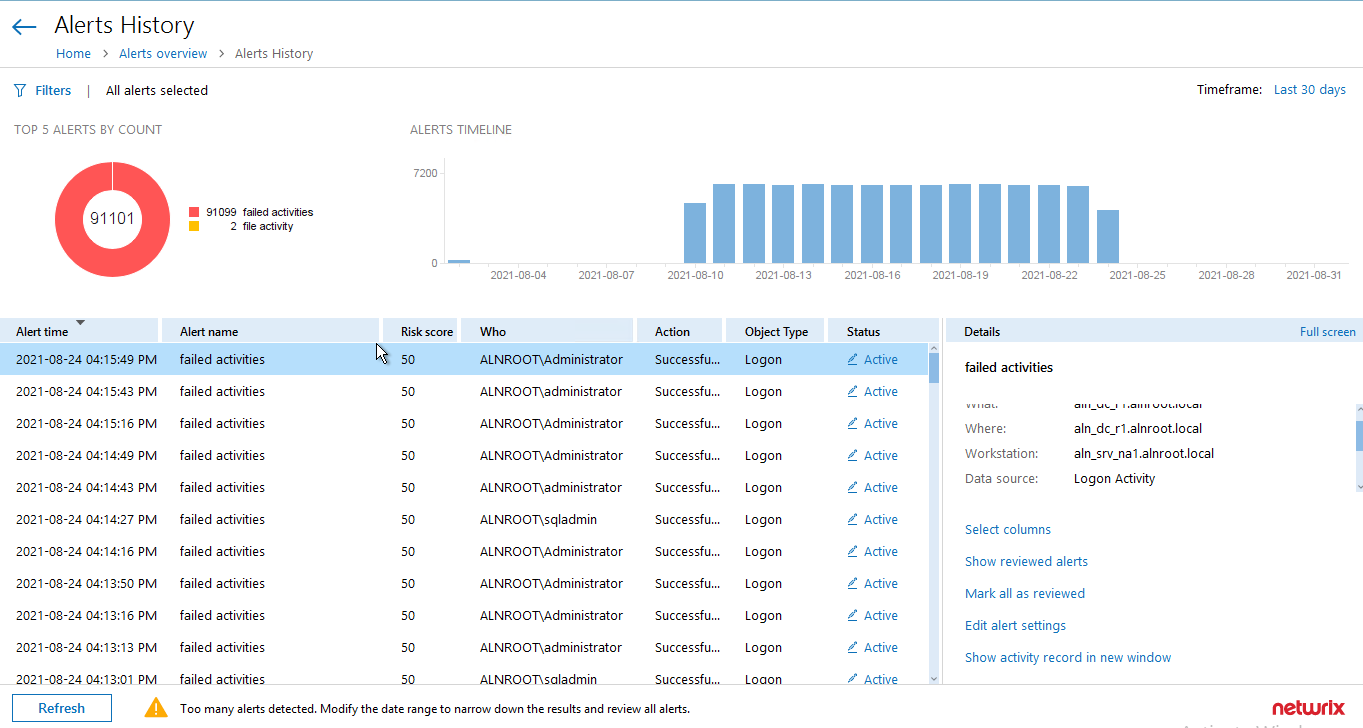 Alerts History
Home > Alerts overview > Alerts History
Filters | All alerts selected
Timeframe: Last 30 days
TOP 5 ALERTS BY COUNT
91101
91099 failed activities
2 file activity
ALERTS TIMELINE
7200
0
2021-08-04 2021-08-07 2021-08-10 2021-08-13 2021-08-16 2021-08-19 2021-08-22 2021-08-25 2021-08-28 2021-08-31
Alert time Alert name Risk score Who Action Object Type Status
2021-08-24 04:15:49 PM failed activities 50 ALNROOT\Administrator Successfu... Logon Active
2021-08-24 04:15:43 PM failed activities 50 ALNROOT\administrator Successfu... Logon Active
2021-08-24 04:15:16 PM failed activities 50 ALNROOT\Administrator Successfu... Logon Active
2021-08-24 04:14:49 PM failed activities 50 ALNROOT\Administrator Successfu... Logon Active
2021-08-24 04:14:43 PM failed activities 50 ALNROOT\administrator Successfu... Logon Active
2021-08-24 04:14:27 PM failed activities 50 ALNROOT\sqladmin Successfu... Logon Active
2021-08-24 04:14:16 PM failed activities 50 ALNROOT\Administrator Successfu... Logon Active
2021-08-24 04:13:50 PM failed activities 50 ALNROOT\Administrator Successfu... Logon Active
2021-08-24 04:13:16 PM failed activities 50 ALNROOT\Administrator Successfu... Logon Active
2021-08-24 04:13:13 PM failed activities 50 ALNROOT\administrator Successfu... Logon Active
2021-08-24 04:13:01 PM failed activities 50 ALNROOT\sqladmin Successfu... Logon Active
Details Full screen
failed activities
What: aln_dc_r1.alnroot.local
Where: aln_dc_r1.alnroot.local
Workstation: aln_srv_na1.alnroot.local
Data source: Logon Activity
Select columns
Show reviewed alerts
Mark all as reviewed
Edit alert settings
Show activity record in new window
Refresh
Too many alerts detected. Modify the date range to narrow down the results and review all alerts.
netwrix